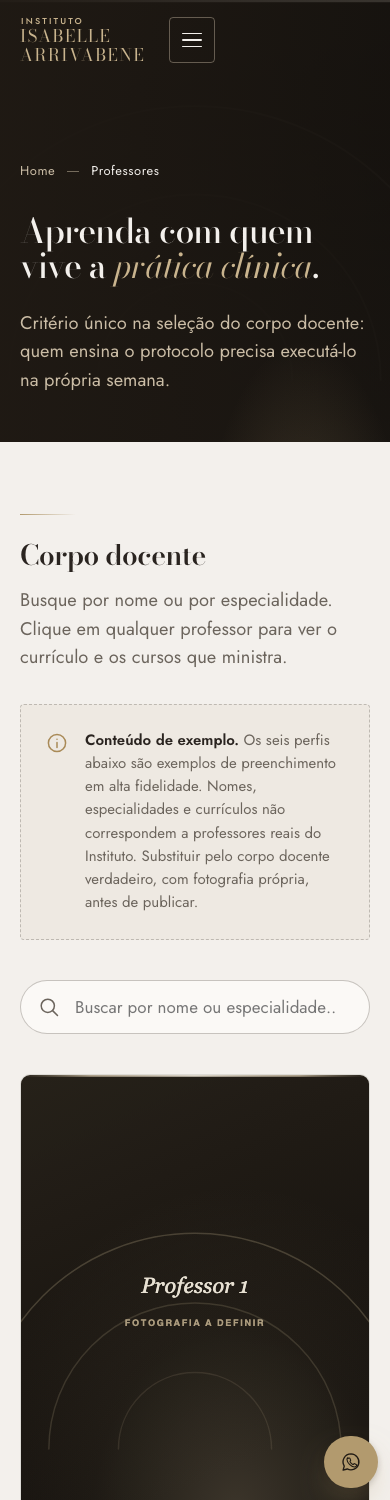 INSTITUTO
ISABELLE
ARRIVABENE
Home — Professores
Aprenda com quem
vive a prática clínica.
Critério único na seleção do corpo docente:
quem ensina o protocolo precisa executá-lo
na própria semana.
Corpo docente
Busque por nome ou por especialidade.
Clique em qualquer professor para ver o
currículo e os cursos que ministra.
Conteúdo de exemplo. Os seis perfis
abaixo são exemplos de preenchimento
em alta fidelidade. Nomes,
especialidades e currículos não
correspondem a professores reais do
Instituto. Substituir pelo corpo docente
verdadeiro, com fotografia própria,
antes de publicar.
Buscar por nome ou especialidade..
Professor 1
FOTOGRAFIA A DEFINIR